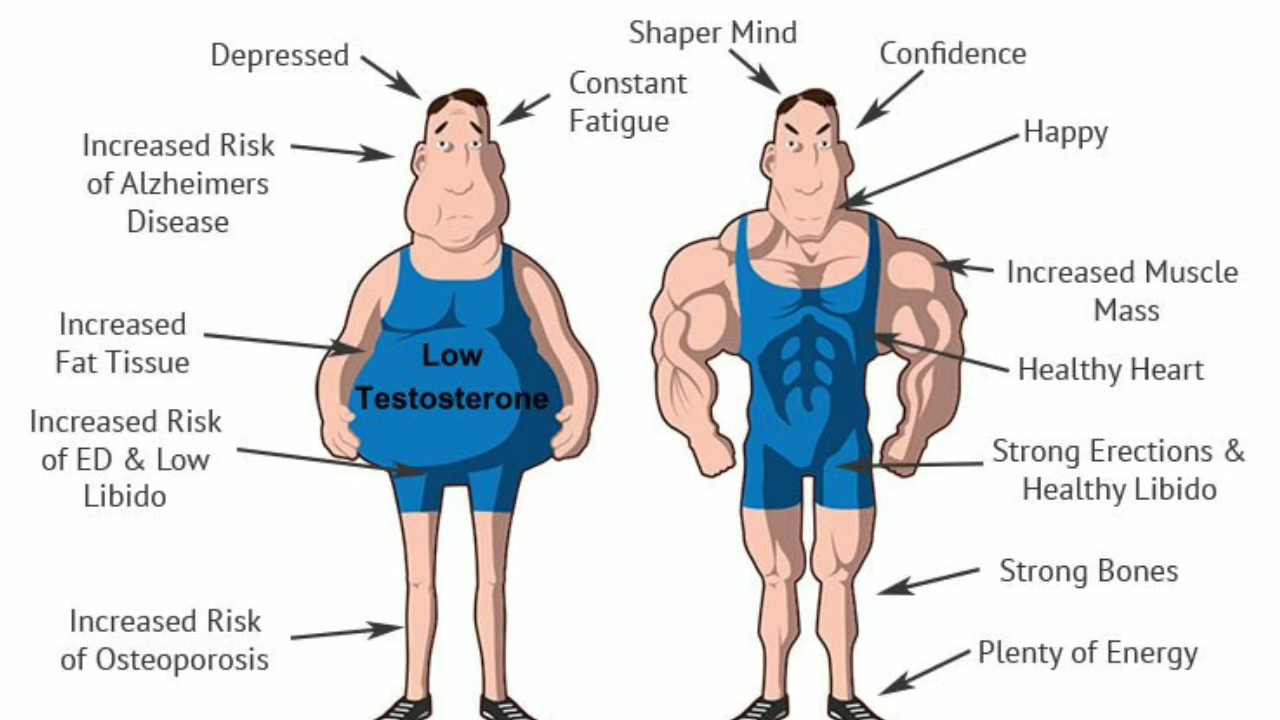 Depressed
Constant
Fatigue
Increased Risk
of Alzheimers
Disease
Increased
Fat Tissue
Low
Testosterone
Increased Risk
of ED & Low
Libido
Increased Risk
of Osteoporosis
Shaper Mind
Confidence
Happy
Increased Muscle
Mass
Healthy Heart
Strong Erections &
Healthy Libido
Strong Bones
Plenty of Energy